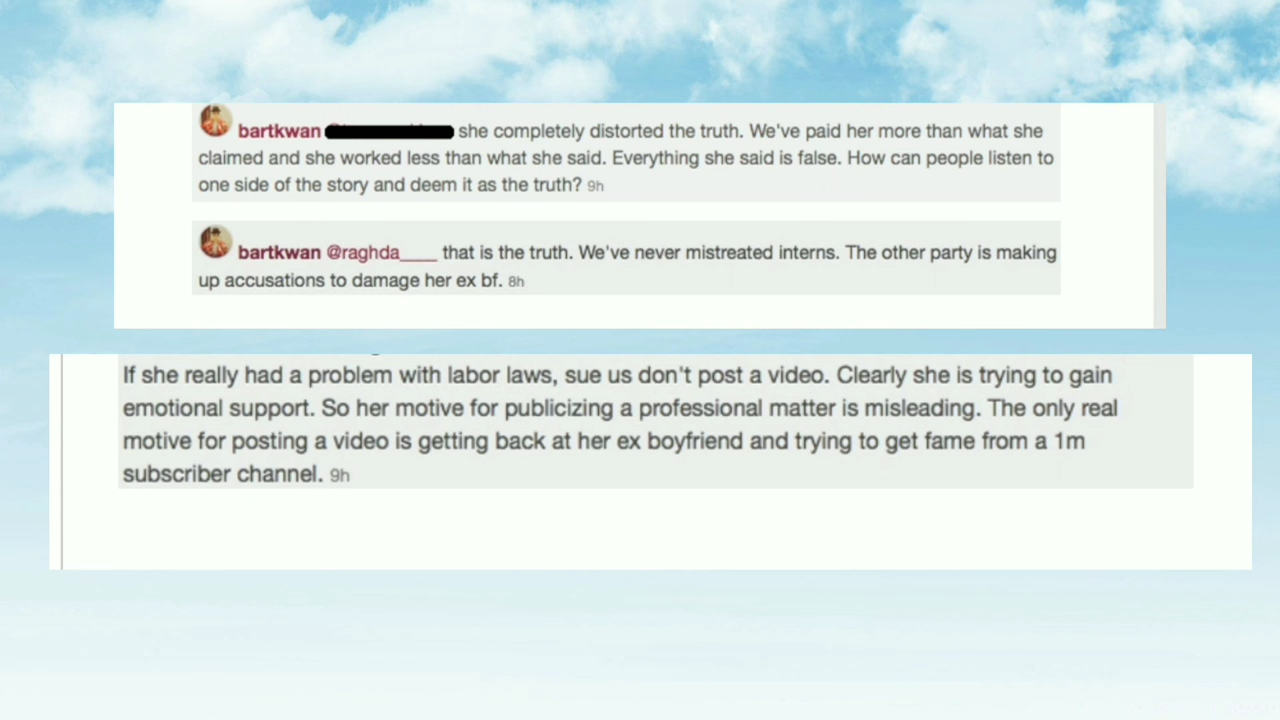 bartkwan she completely distorted the truth. We've paid her more than what she
claimed and she worked less than what she said. Everything she said is false. How can people listen to
one side of the story and deem it as the truth? 9h
bartkwan @raghda____ that is the truth. We've never mistreated interns. The other party is making
up accusations to damage her ex bf. 8h
If she really had a problem with labor laws, sue us don't post a video. Clearly she is trying to gain
emotional support. So her motive for publicizing a professional matter is misleading. The only real
motive for posting a video is getting back at her ex boyfriend and trying to get fame from a 1m
subscriber channel. 9h